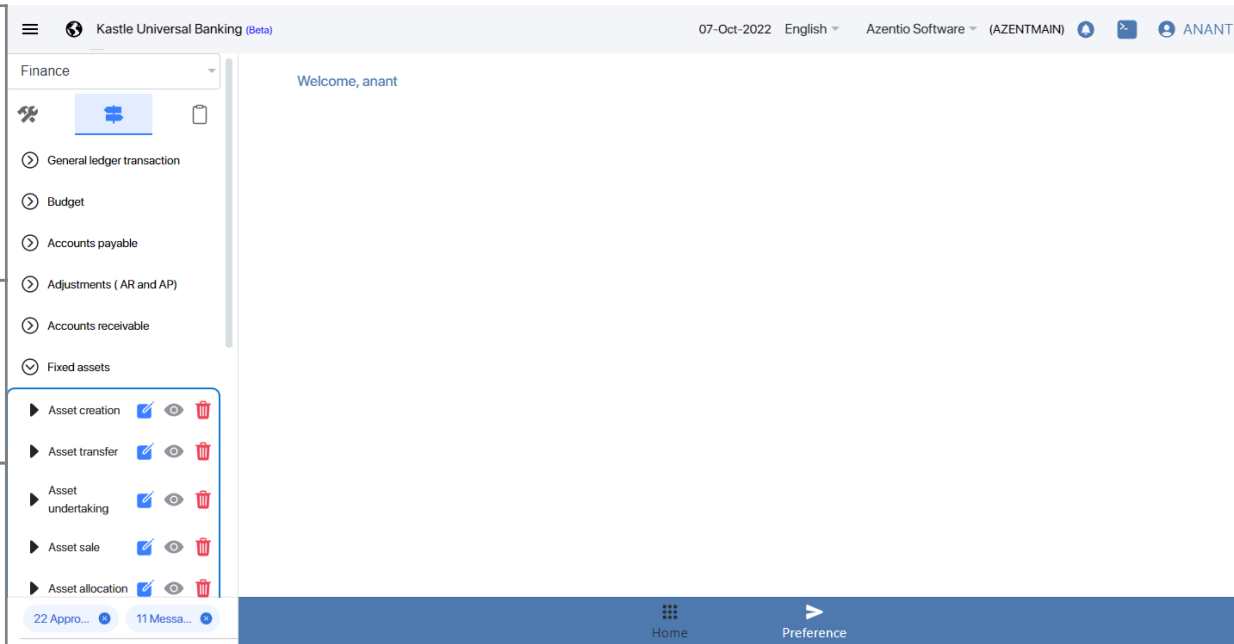 Kastle Universal Banking (Beta)
07-Oct-2022 English Azentio Software (AZENTMAIN) ANANT
Finance
Welcome, anant
General ledger transaction
Budget
Accounts payable
Adjustments ( AR and AP)
Accounts receivable
Fixed assets
Asset creation
Asset transfer
Asset
undertaking
Asset sale
Asset allocation
22 Appro... 11 Messa...
Home Preference